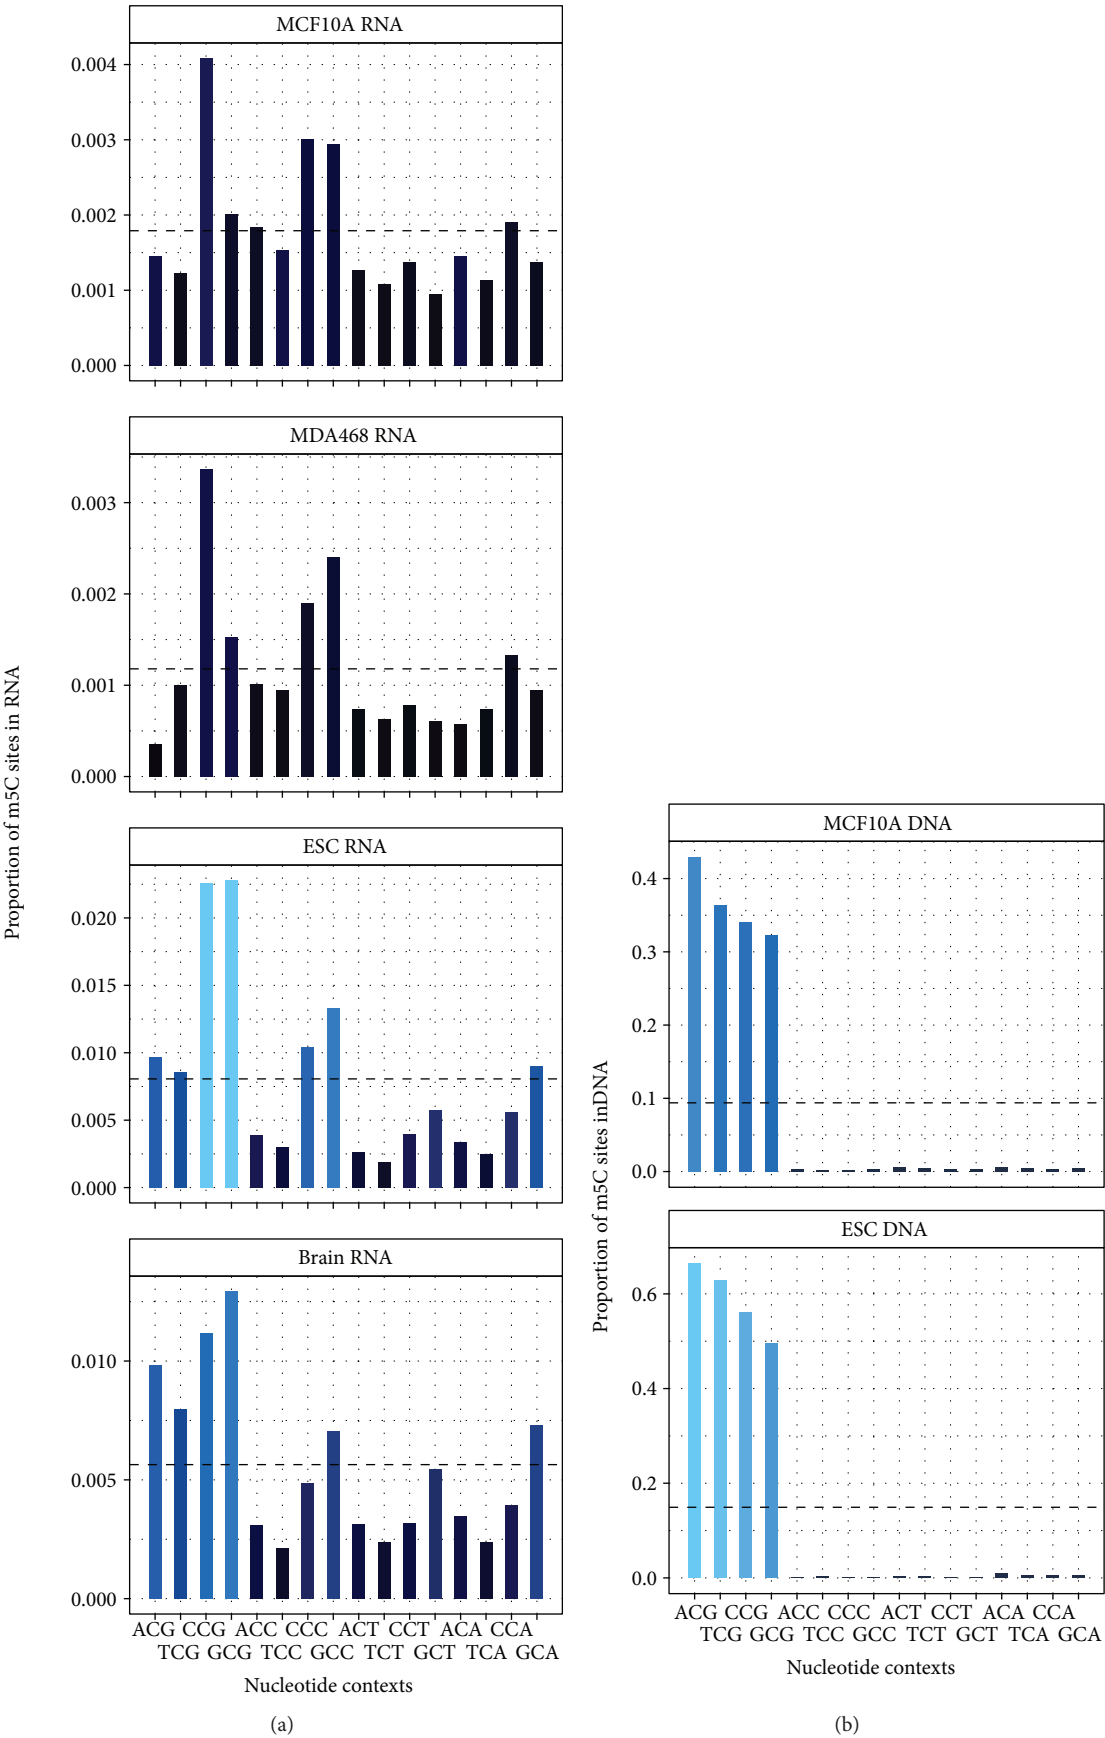 MCF10A RNA
0.004
0.003
0.002
0.001
0.000
MDA468 RNA
0.003
0.002
0.001
0.000
Proportion of m5C sites in RNA
ESC RNA
0.020
0.015
0.010
0.005
0.000
Brain RNA
0.010
0.005
0.000
ACG CCG ACC CCC ACT CCT ACA CCA
TCG GCG TCC GCC TCT GCT TCA GCA
Nucleotide contexts
(a)
MCF10A DNA
0.4
0.3
0.2
0.1
0.0
Proportion of m5C sites inDNA
ESC DNA
0.6
0.4
0.2
0.0
ACG CCG ACC CCC ACT CCT ACA CCA
TCG GCG TCC GCC TCT GCT TCA GCA
Nucleotide contexts
(b)